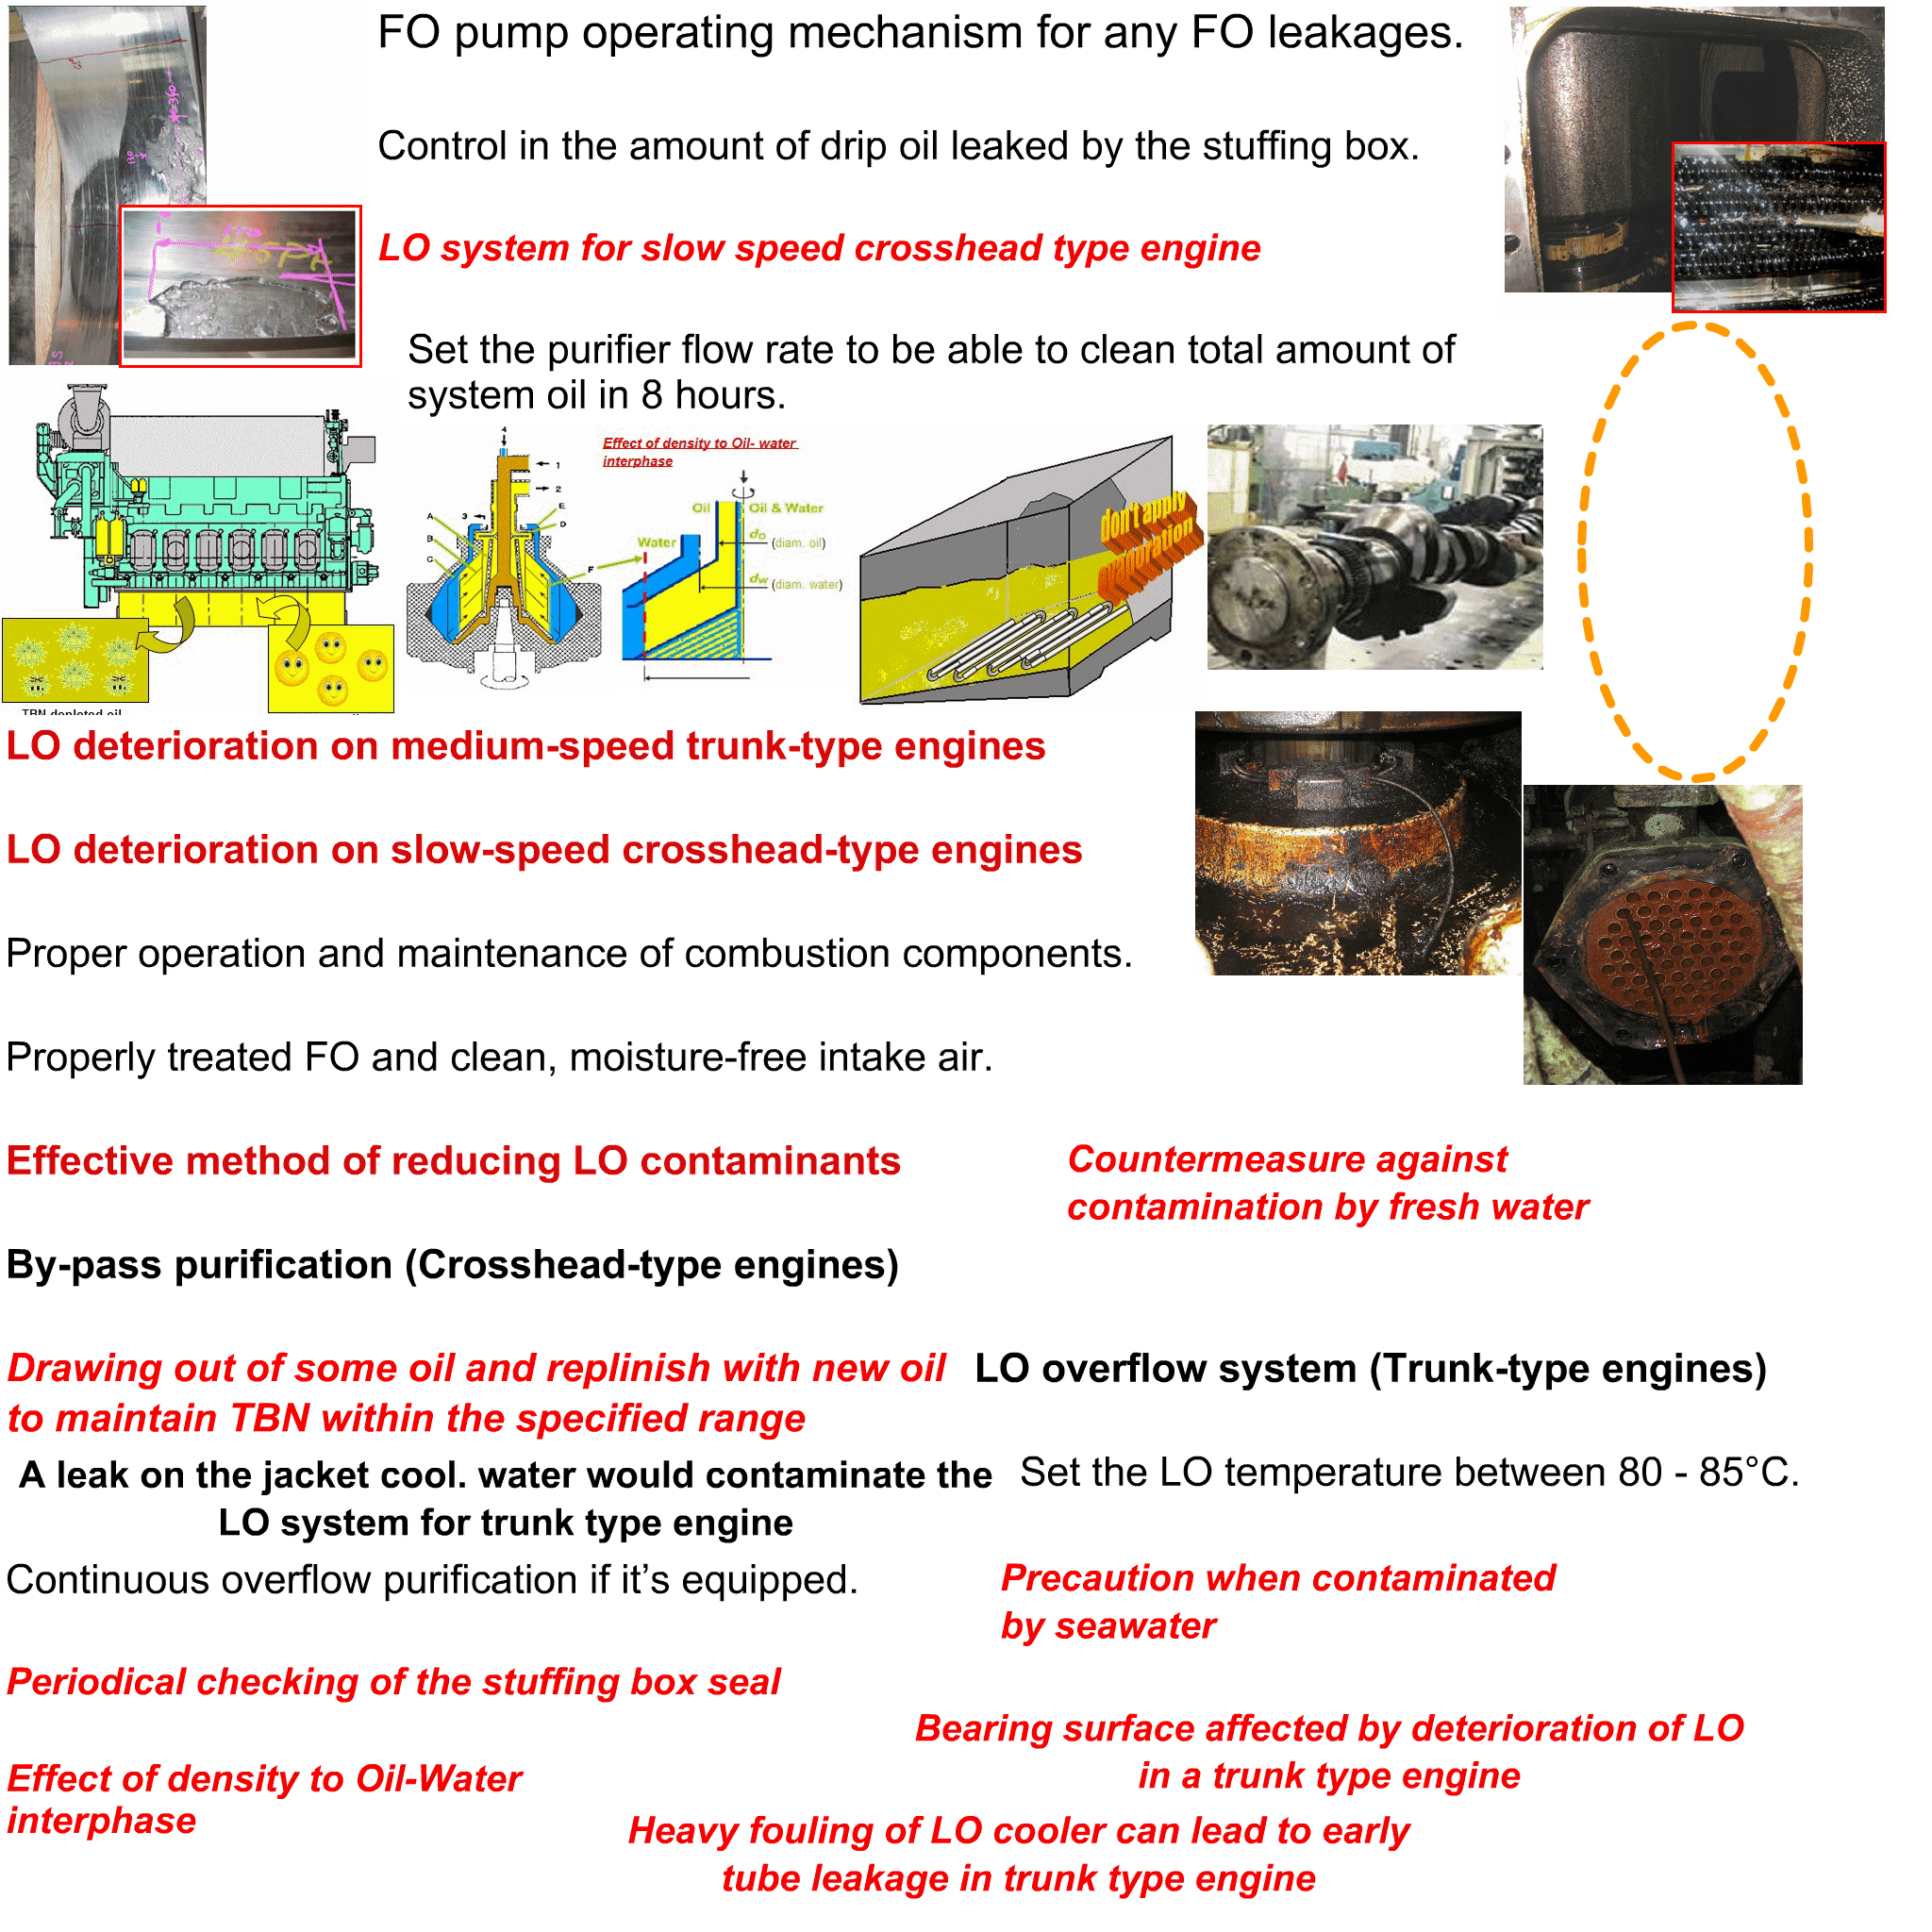 FO pump operating mechanism for any FO leakages.
Control in the amount of drip oil leaked by the stuffing box.
LO system for slow speed crosshead type engine
Set the purifier flow rate to be able to clean total amount of
system oil in 8 hours.
Effect of density to Oil- water
interphase
4
1
2
3
A
B
C
E
D
F
Oil
Oil & Water
Water
do
(diam. oil)
dw
(diam. water)
don't apply
TBN depleted oil
LO deterioration on medium-speed trunk-type engines
LO deterioration on slow-speed crosshead-type engines
Proper operation and maintenance of combustion components.
Properly treated FO and clean, moisture-free intake air.
Effective method of reducing LO contaminants
Countermeasure against
contamination by fresh water
By-pass purification (Crosshead-type engines)
Drawing out of some oil and replinish with new oil
to maintain TBN within the specified range
LO overflow system (Trunk-type engines)
A leak on the jacket cool. water would contaminate the
LO system for trunk type engine
Set the LO temperature between 80 - 85°C.
Continuous overflow purification if it’s equipped.
Precaution when contaminated
by seawater
Periodical checking of the stuffing box seal
Bearing surface affected by deterioration of LO
in a trunk type engine
Effect of density to Oil-Water
interphase
Heavy fouling of LO cooler can lead to early
tube leakage in trunk type engine